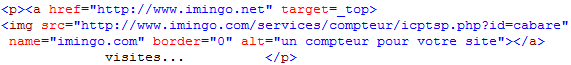 <p><a href="http://www.imingo.net" target=_top>
<img src="http://www.imingo.com/services/compteur/icptsp.php?id=cabare"
name="imingo.com" border="0" alt="un compteur pour votre site"></a>
visites... </p>